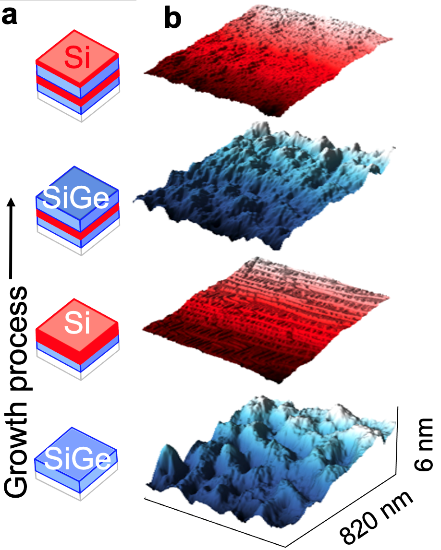 a
b
Si
SiGe
Si
SiGe
Growth process
6 nm
820 nm